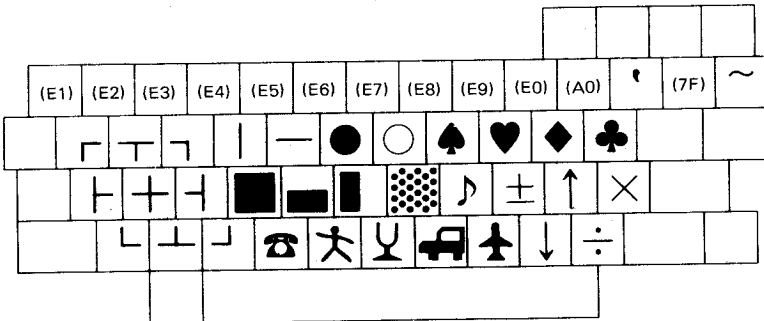 (E1) (E2) (E3) (E4) (E5) (E6) (E7) (E8) (E9) (E0) (A0) ‛ (7F) ~
┌ ┬ ┐ │ ─ ● ○ ♠ ♥ ♦ ♣
├ ┼ ┤ ■ ▄ ▌ ▒ ♪ ± ↑ ×
└ ┴ ┘ ☎ ↓ ÷